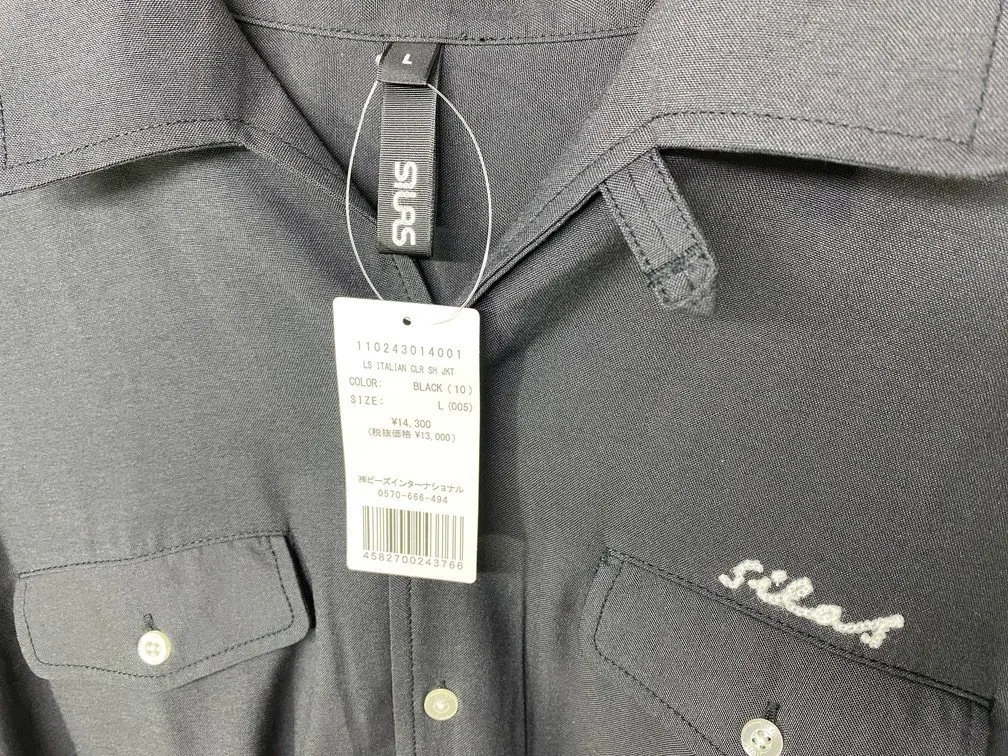 L
SILAS
110243014001
LS ITALIAN CLR SH JKT
COLOR: BLACK (10)
SIZE: L (005)
¥14,300
(税抜価格 ¥13,000)
㈱ビーズインターナショナル
0570-666-494
4582700243766
silas